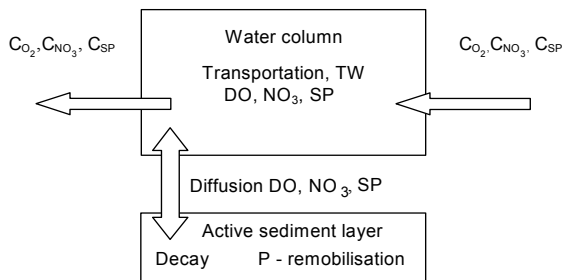 Water column
C_O₂,C_NO₃, C_SP
C_O₂,C_NO₃, C_SP
Transportation, TW
DO, NO₃, SP
Diffusion DO, NO₃, SP
Active sediment layer
Decay P - remobilisation